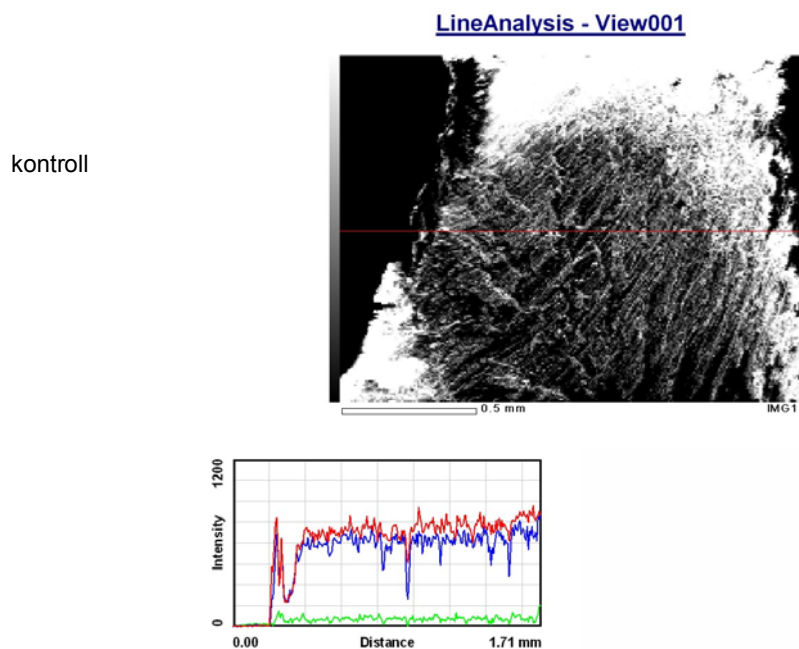 LineAnalysis - View001
kontroll
0.5 mm
IMG1
1200
Intensity
0
0.00 Distance 1.71 mm